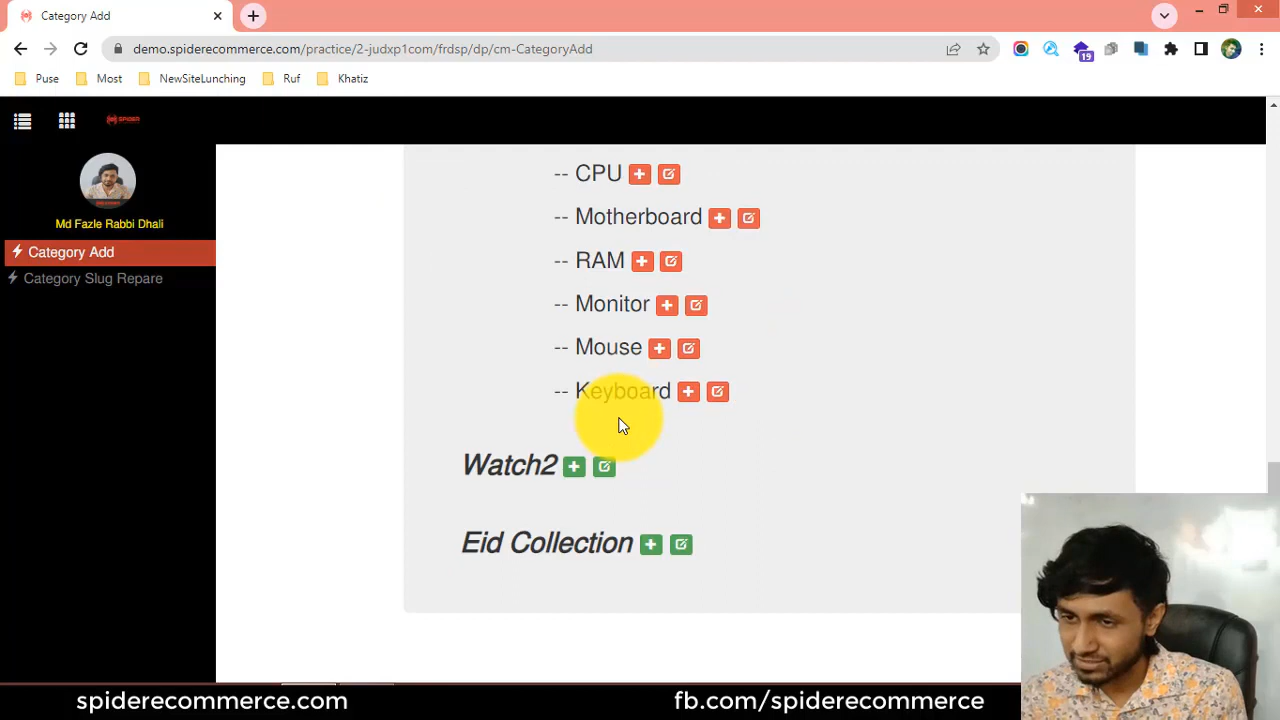 Category Add
demo.spiderecommerce.com/practice/2-judxp1com/frdsp/dp/cm-CategoryAdd
19
Puse Most NewSiteLunching Ruf Khatiz
SPIDER
Md Fazle Rabbi Dhali
Category Add
Category Slug Repare
-- CPU
-- Motherboard
-- RAM
-- Monitor
-- Mouse
-- Keyboard
Watch2
Eid Collection
spiderecommerce.com
fb.com/spiderecommerce